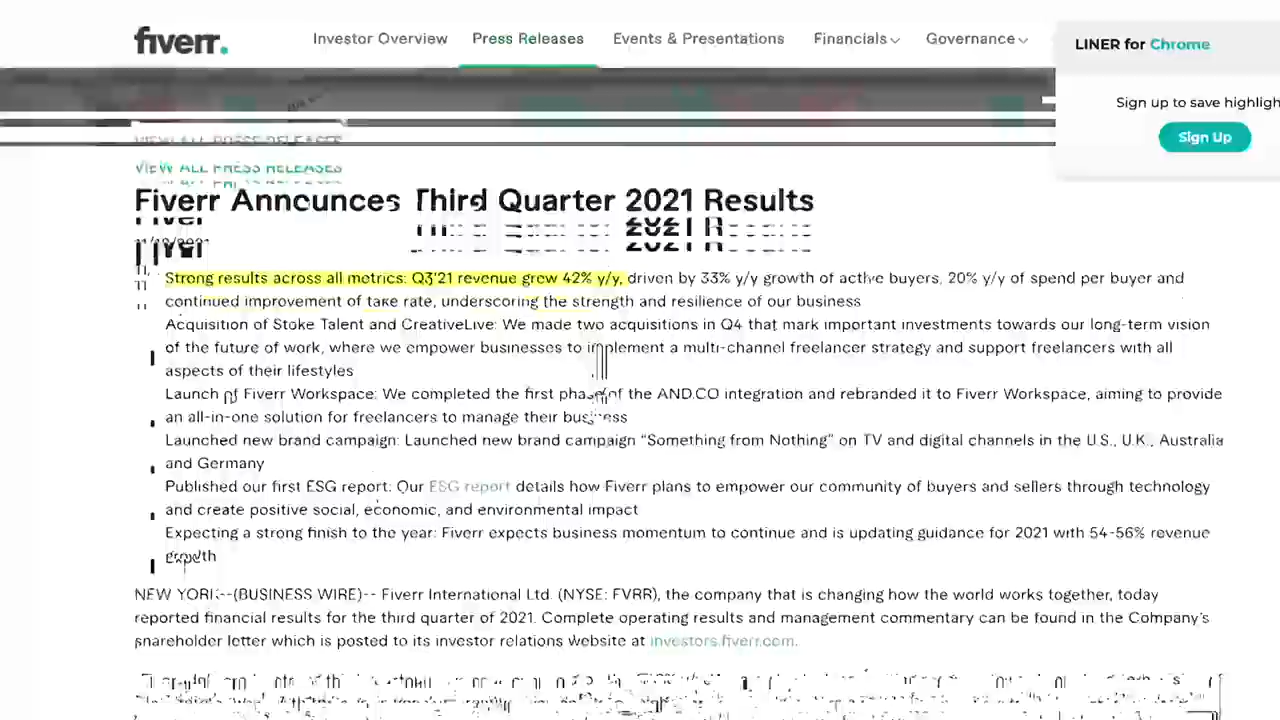 fiverr.
Investor Overview Press Releases Events & Presentations Financials Governance
LINER for Chrome
Sign up to save highligh
Sign Up
VIEW ALL PRESS RELEASES
VIEW ALL PRESS RELEASES
Fiverr Announces Third Quarter 2021 Results
Strong results across all metrics: Q3'21 revenue grew 42% y/y, driven by 33% y/y growth of active buyers, 20% y/y of spend per buyer and
continued improvement of take rate, underscoring the strength and resilience of our business
Acquisition of Stoke Talent and CreativeLive: We made two acquisitions in Q4 that mark important investments towards our long-term vision
of the future of work, where we empower businesses to implement a multi-channel freelancer strategy and support freelancers with all
aspects of their lifestyles
Launch of Fiverr Workspace: We completed the first phase of the AND.CO integration and rebranded it to Fiverr Workspace, aiming to provide
an all-in-one solution for freelancers to manage their business
Launched new brand campaign: Launched new brand campaign "Something from Nothing" on TV and digital channels in the U.S., U.K., Australia
and Germany
Published our first ESG report: Our ESG report details how Fiverr plans to empower our community of buyers and sellers through technology
and create positive social, economic, and environmental impact
Expecting a strong finish to the year: Fiverr expects business momentum to continue and is updating guidance for 2021 with 54-56% revenue
growth
NEW YORK--(BUSINESS WIRE)-- Fiverr International Ltd. (NYSE: FVRR), the company that is changing how the world works together, today
reported financial results for the third quarter of 2021. Complete operating results and management commentary can be found in the Company's
shareholder letter which is posted to its investor relations website at investors.fiverr.com.